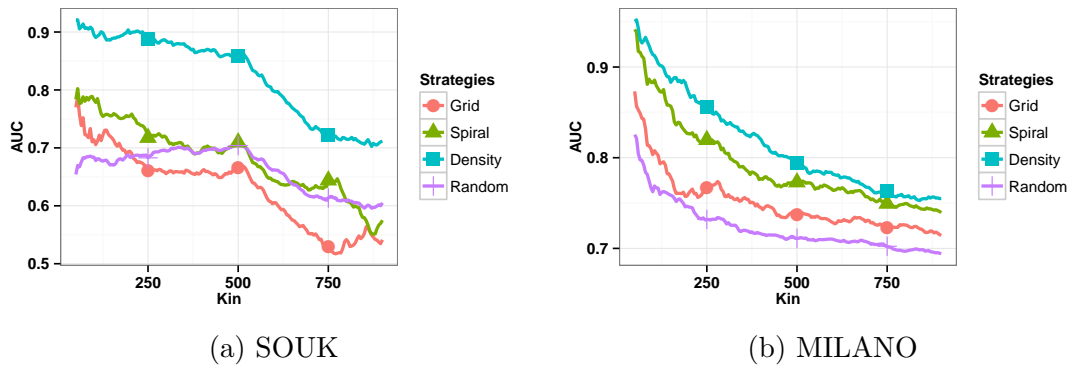 AUC
0.9
0.8
0.7
0.6
0.5
250
500
750
Kin
Strategies
Grid
Spiral
Density
Random
(a) SOUK
AUC
0.9
0.8
0.7
250
500
750
Kin
Strategies
Grid
Spiral
Density
Random
(b) MILANO